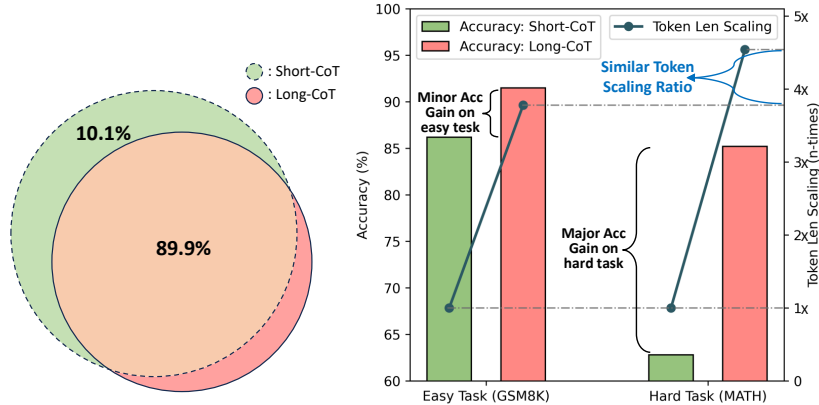 : Short-CoT
: Long-CoT
10.1%
89.9%
Accuracy: Short-CoT
Accuracy: Long-CoT
Token Len Scaling
Similar Token
Scaling Ratio
Minor Acc
Gain on
easy tesk
Major Acc
Gain on
hard task
Accuracy (%)
100
95
90
85
80
75
70
65
60
Token Len Scaling (n-times)
5x
4x
3x
2x
1x
0
Easy Task (GSM8K)
Hard Task (MATH)